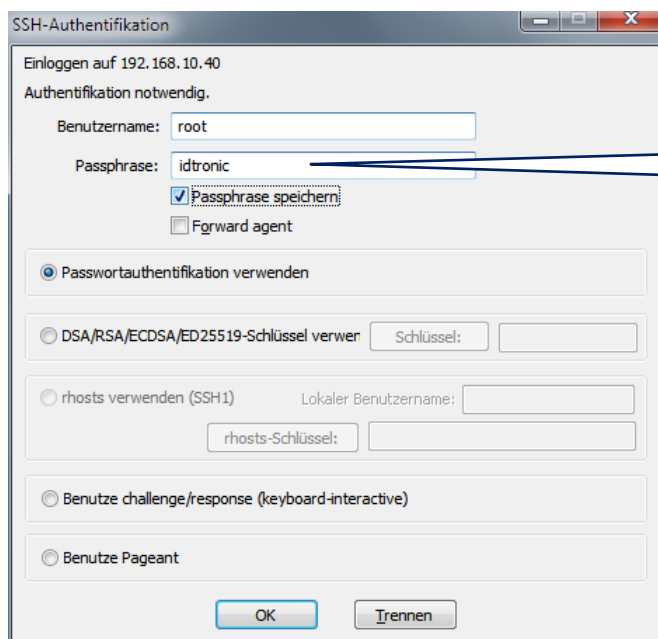 SSH-Authentifikation
Einloggen auf 192.168.10.40
Authentifikation notwendig.
Benutzername: root
Passphrase: idtronic
Passphrase speichern
Forward agent
Passwortauthentifikation verwenden
DSA/RSA/ECDSA/ED25519-Schlüssel verwen Schlüssel:
rhosts verwenden (SSH1) Lokaler Benutzername:
rhosts-Schlüssel:
Benutze challenge/response (keyboard-interactive)
Benutze Pageant
OK Trennen